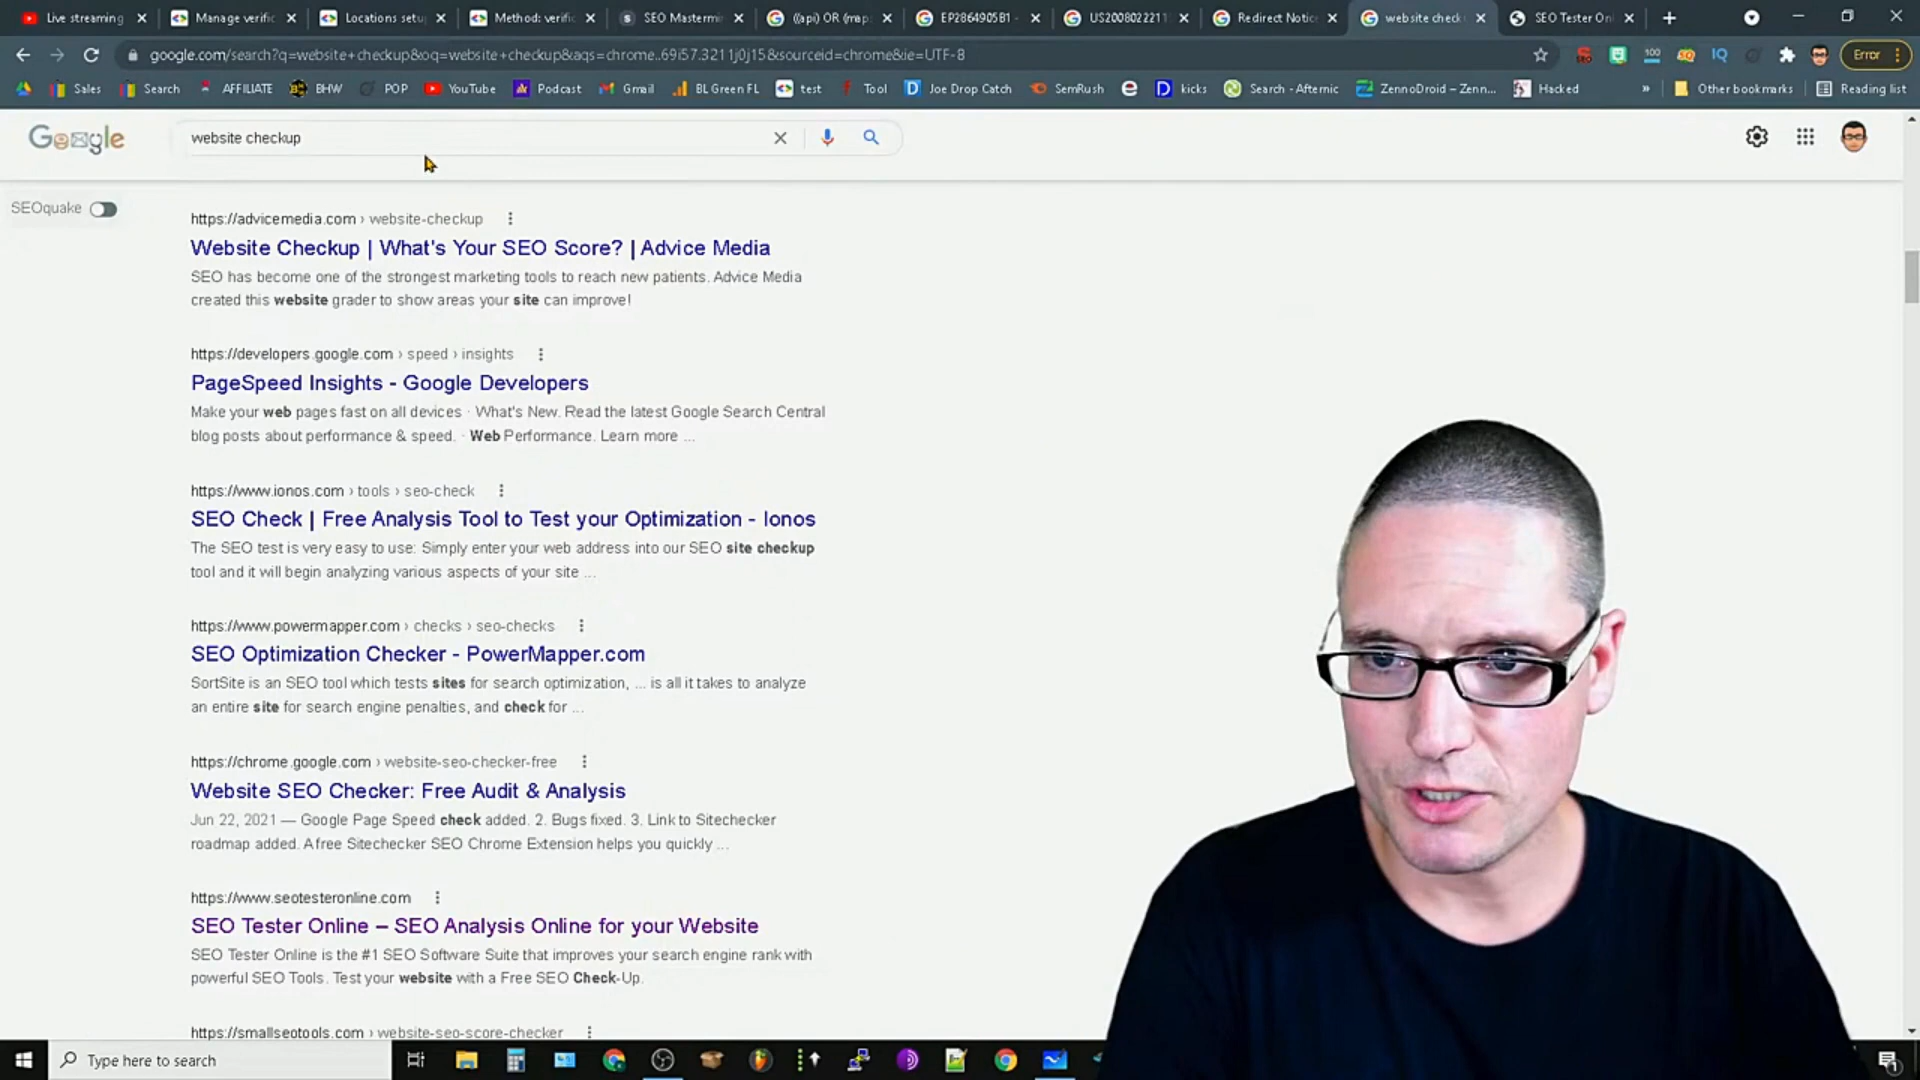 Live streaming
Manage verific
Locations setu
Method: verific
SEO Mastermi
((api) OR (map
EP2864905B1 -
US2008022211
Redirect Notic
website check
SEO Tester Onl
google.com/search?q=website+checkup&oq=website+checkup&aqs=chrome..69i57.3211j0j15&sourceid=chrome&ie=UTF-8
100
IQ
Error
Sales
Search
AFFILIATE
BHW
POP
YouTube
Podcast
Gmail
BL Green FL
test
Tool
Joe Drop Catch
SemRush
kicks
Search - Afternic
ZennoDroid – Zenn...
Hacked
»
Other bookmarks
Reading list
Google
website checkup
SEOquake
https://advicemedia.com › website-checkup
Website Checkup | What's Your SEO Score? | Advice Media
SEO has become one of the strongest marketing tools to reach new patients. Advice Media
created this website grader to show areas your site can improve!
https://developers.google.com › speed › insights
PageSpeed Insights - Google Developers
Make your web pages fast on all devices · What's New. Read the latest Google Search Central
blog posts about performance & speed. · Web Performance. Learn more ...
https://www.ionos.com › tools › seo-check
SEO Check | Free Analysis Tool to Test your Optimization - Ionos
The SEO test is very easy to use: Simply enter your web address into our SEO site checkup
tool and it will begin analyzing various aspects of your site ...
https://www.powermapper.com › checks › seo-checks
SEO Optimization Checker - PowerMapper.com
SortSite is an SEO tool which tests sites for search optimization, ... is all it takes to analyze
an entire site for search engine penalties, and check for ...
https://chrome.google.com › website-seo-checker-free
Website SEO Checker: Free Audit & Analysis
Jun 22, 2021 — Google Page Speed check added. 2. Bugs fixed. 3. Link to Sitechecker
roadmap added. A free Sitechecker SEO Chrome Extension helps you quickly ...
https://www.seotesteronline.com
SEO Tester Online – SEO Analysis Online for your Website
SEO Tester Online is the #1 SEO Software Suite that improves your search engine rank with
powerful SEO Tools. Test your website with a Free SEO Check-Up.
https://smallseotools.com › website-seo-score-checker
Type here to search